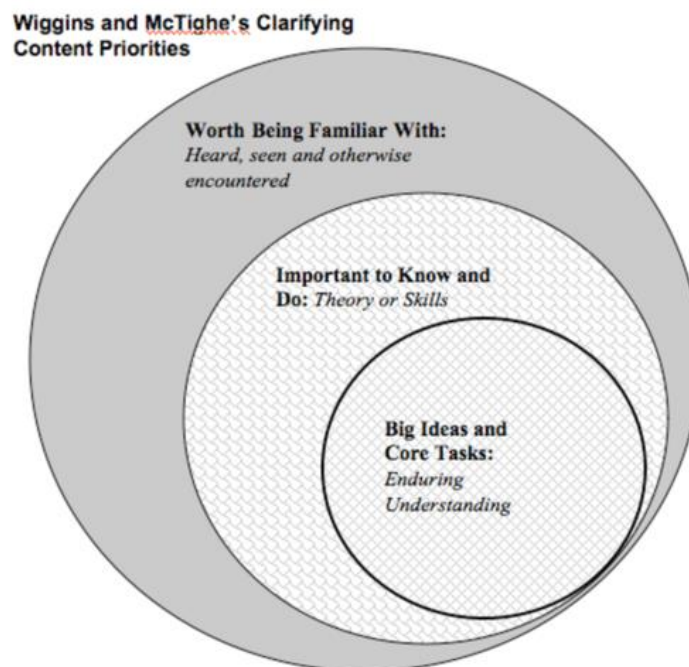 Wiggins and McTighe's Clarifying
Content Priorities
Worth Being Familiar With:
Heard, seen and otherwise
encountered
Important to Know and
Do: Theory or Skills
Big Ideas and
Core Tasks:
Enduring
Understanding